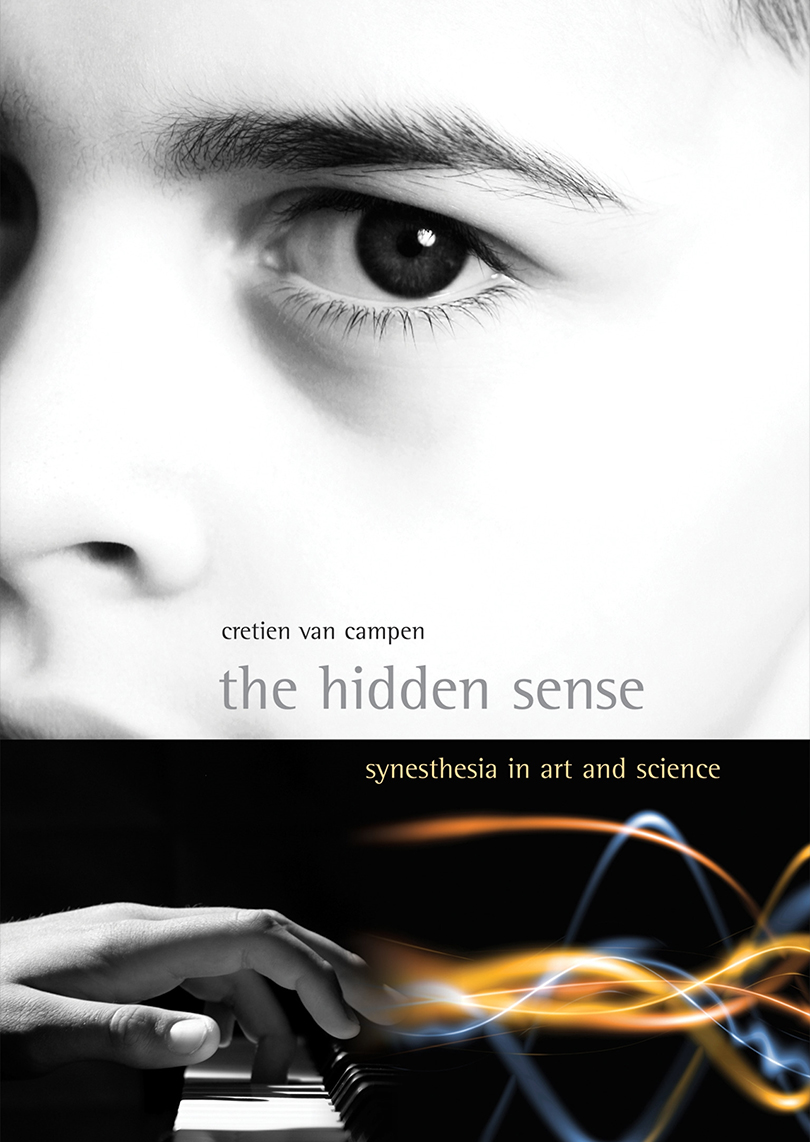 cretien van campen
the hidden sense
synesthesia in art and science